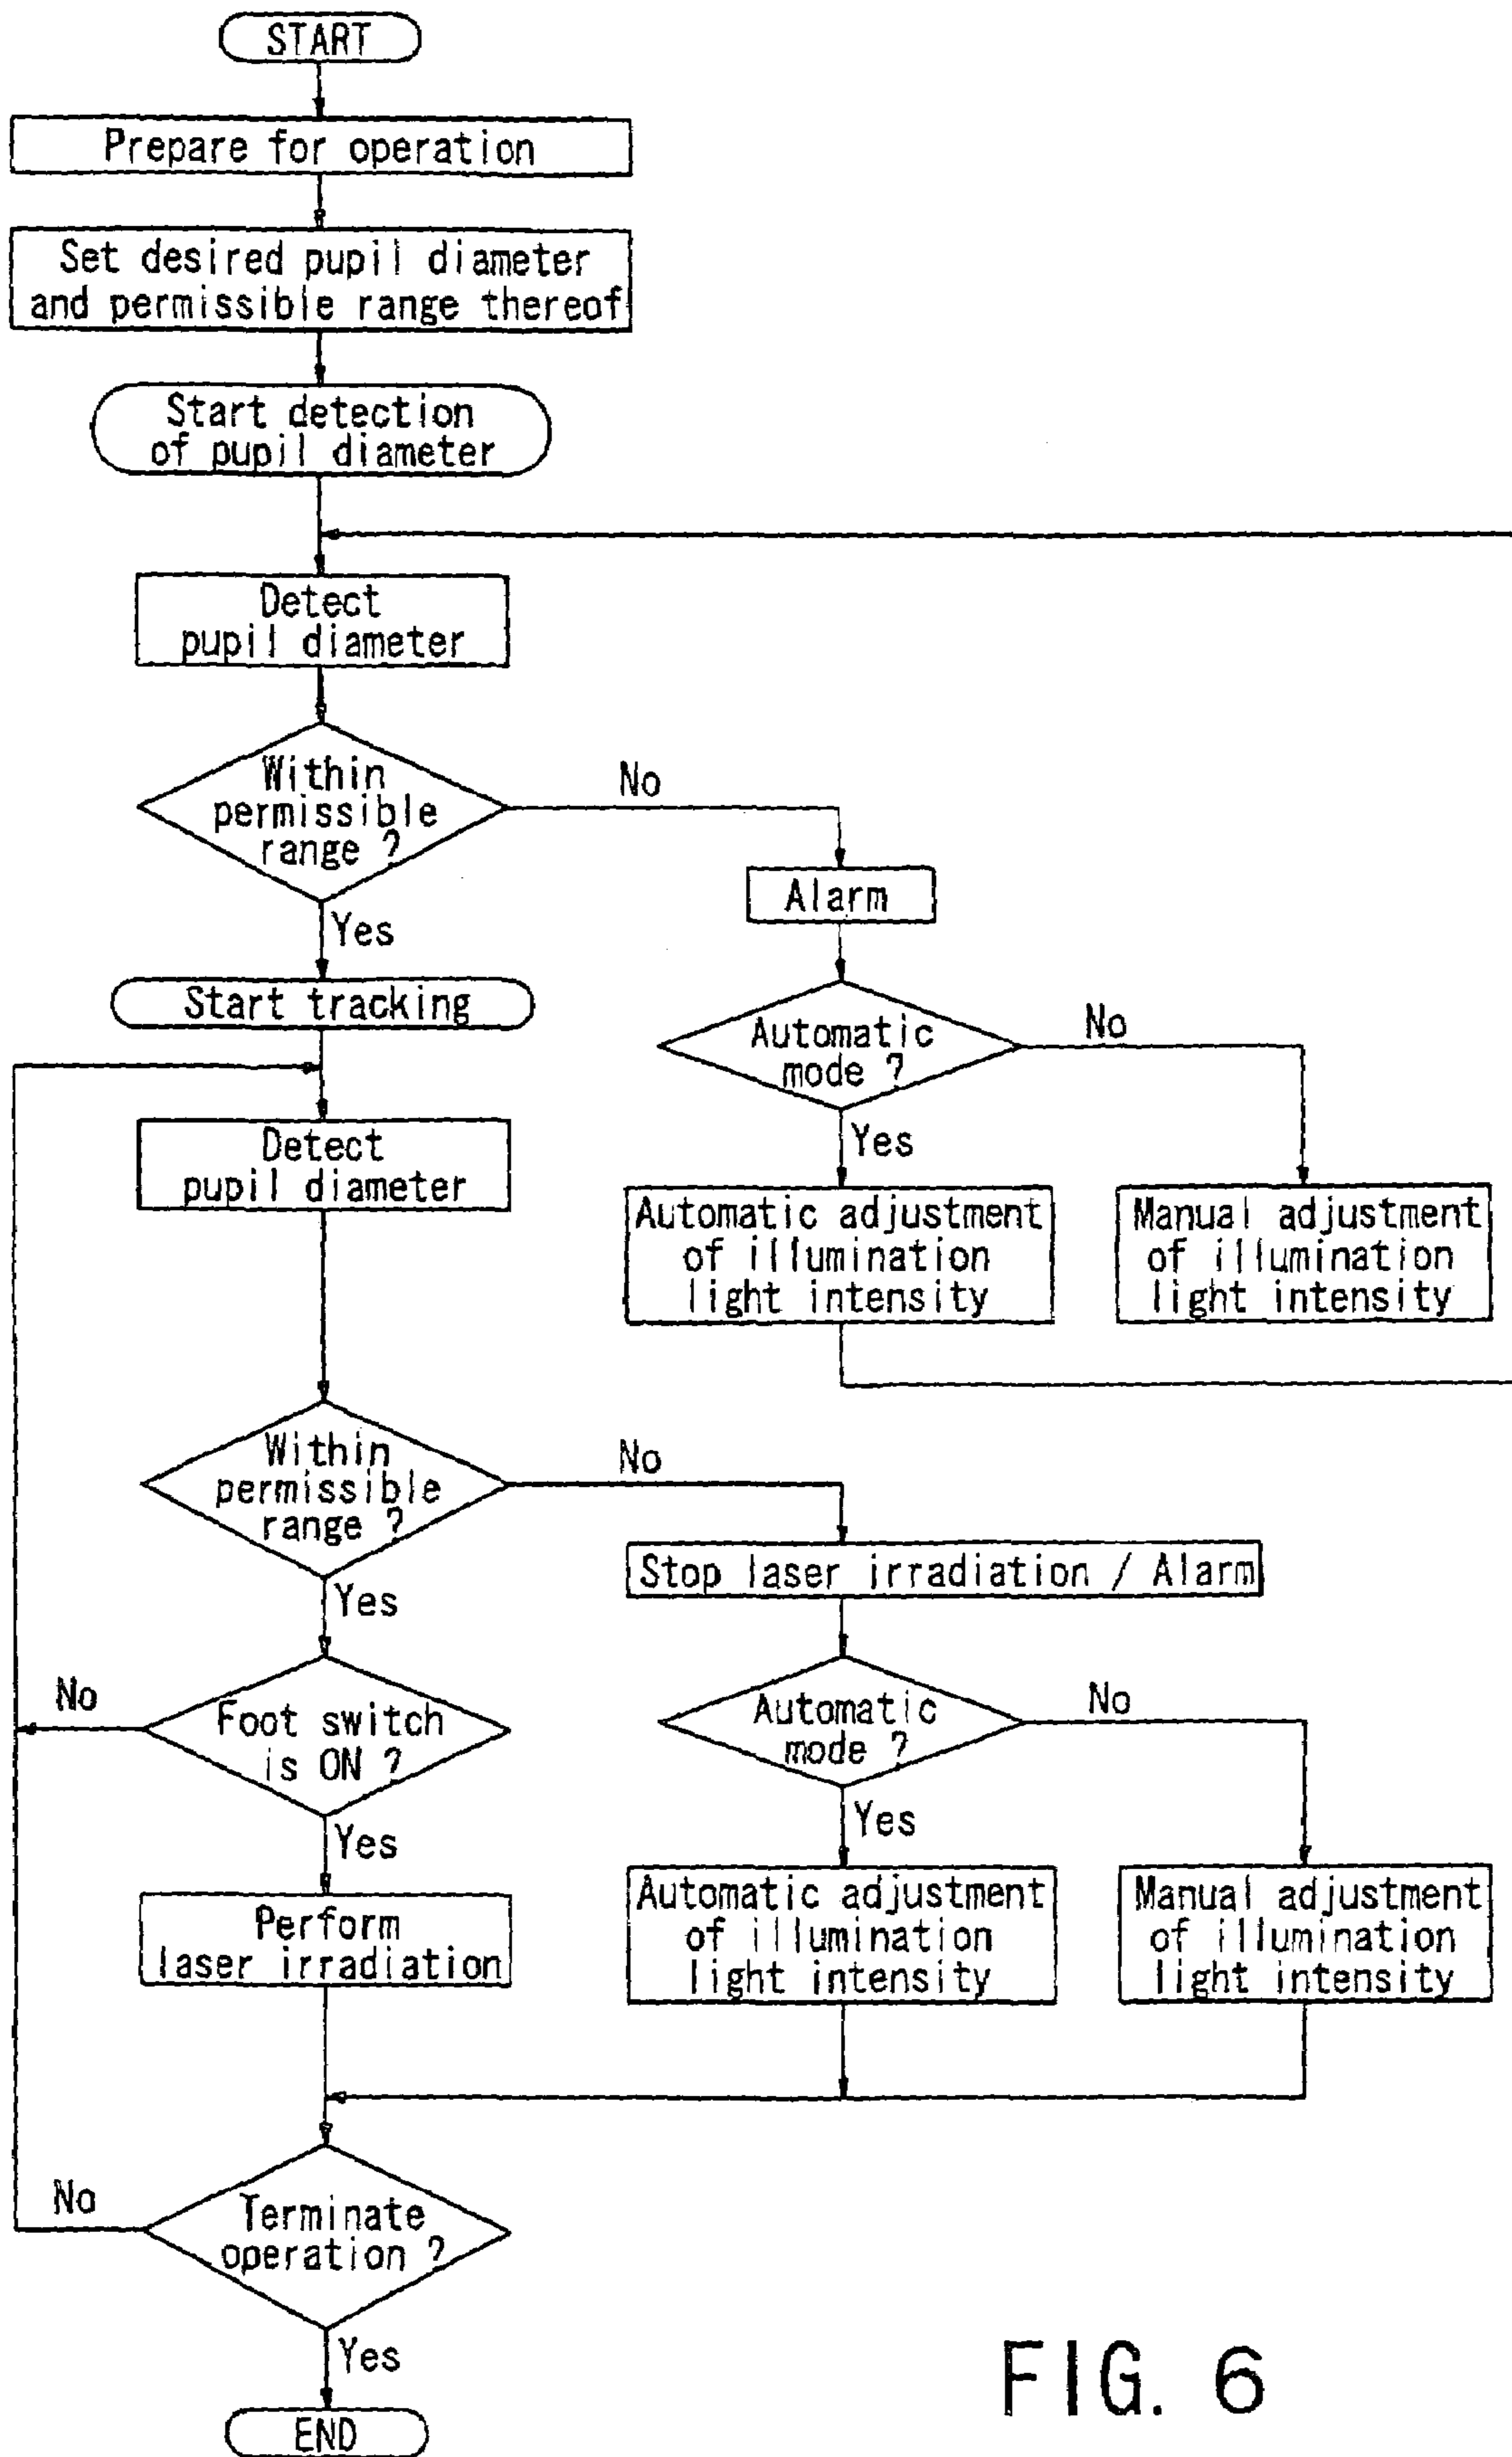 START
Prepare for operation
Set desired pupil diameter
and permissible range thereof
Start detection
of pupil diameter
Detect
pupil diameter
Within
permissible
range ?
No
Yes
Alarm
Start tracking
Automatic
mode ?
No
Yes
Detect
pupil diameter
Automatic adjustment
of illumination
light intensity
Manual adjustment
of illumination
light intensity
Within
permissible
range ?
No
Yes
Stop laser irradiation / Alarm
Foot switch
is ON ?
No
Yes
Automatic
mode ?
No
Yes
Perform
laser irradiation
Automatic adjustment
of illumination
light intensity
Manual adjustment
of illumination
light intensity
Terminate
operation ?
No
Yes
END
FIG. 6